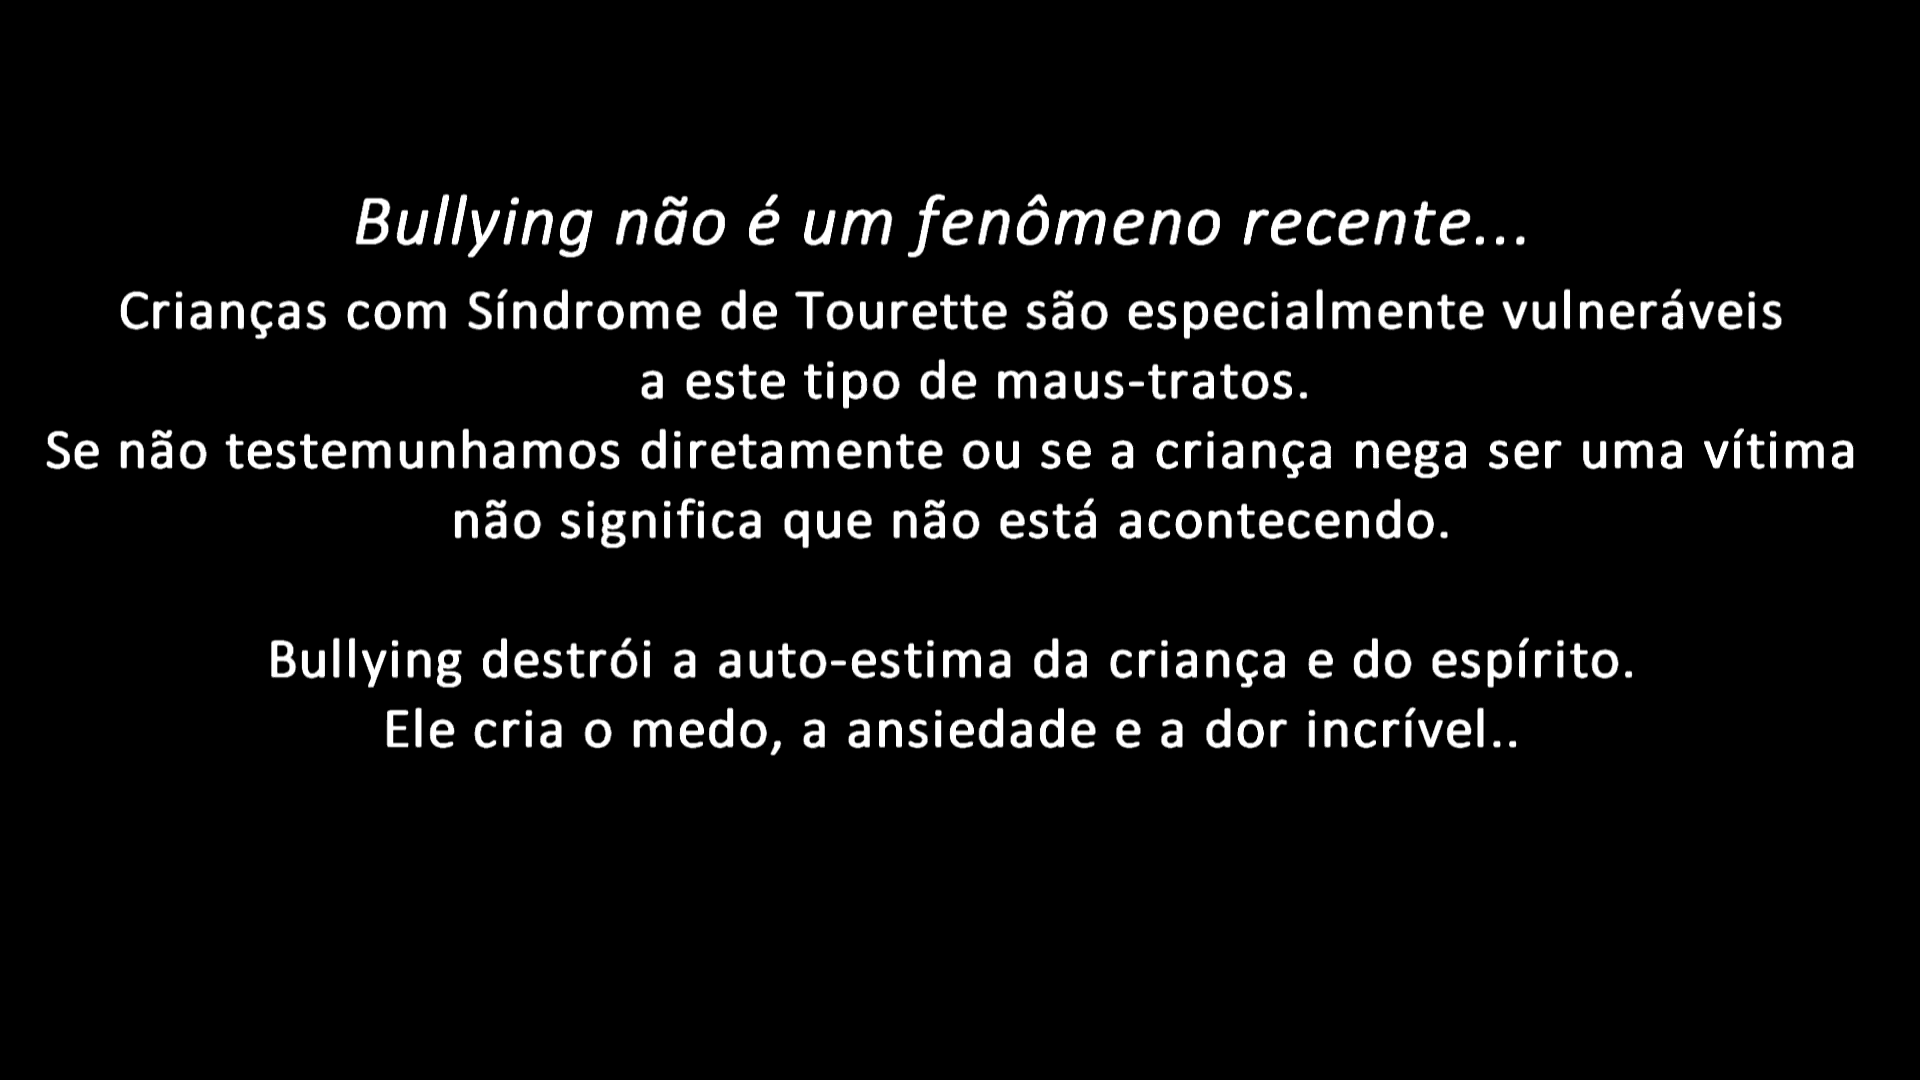 Bullying não é um fenômeno recente...
Crianças com Síndrome de Tourette são especialmente vulneráveis
a este tipo de maus-tratos.
Se não testemunhamos diretamente ou se a criança nega ser uma vítima
não significa que não está acontecendo.
Bullying destrói a auto-estima da criança e do espírito.
Ele cria o medo, a ansiedade e a dor incrível..